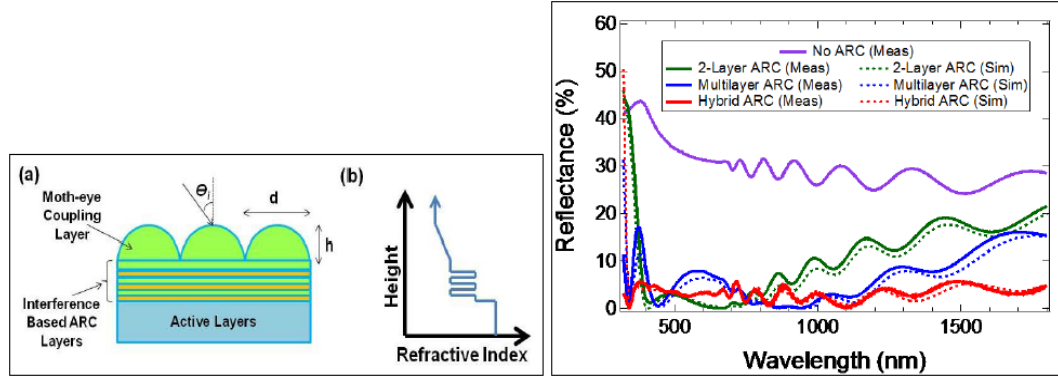 (a)
θi
d
(b)
Moth-eye
Coupling
Layer
h
Interference
Based ARC
Layers
Active Layers
Height
Refractive Index
60
50
40
30
20
10
0
Reflectance (%)
No ARC (Meas)
2-Layer ARC (Meas)
2-Layer ARC (Sim)
Multilayer ARC (Meas)
Multilayer ARC (Sim)
Hybrid ARC (Meas)
Hybrid ARC (Sim)
500
1000
1500
Wavelength (nm)